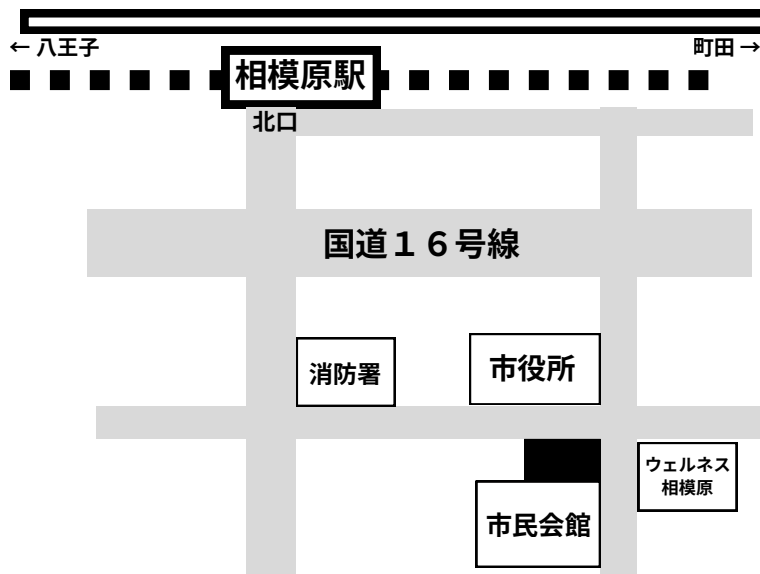 ← 八王子
町田 →
相模原駅
北口
国道１６号線
消防署
市役所
ウェルネス
相模原
市民会館